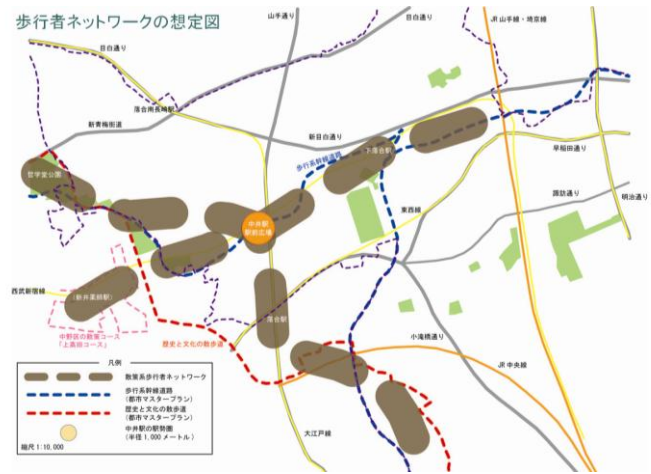 歩行者ネットワークの想定図
山手通り
目白通り
JR山手線・埼京線
目白通り
落合南長崎駅
新青梅街道
新目白通り
下落合駅
歩行系幹線道路
早稲田通り
哲学堂公園
諏訪通り
明治通り
東西線
中井駅
駅前広場
西武新宿線
(新井薬師駅)
中野区の散策コース
「上高田コース」
歴史と文化の散歩道
落合駅
小滝橋通り
JR中央線
大江戸線
凡例
散策系歩行者ネットワーク
歩行系幹線道路
(都市マスタープラン)
歴史と文化の散歩道
(都市マスタープラン)
中井駅の駅勢圏
(半径1,000メートル)
縮尺1:10,000